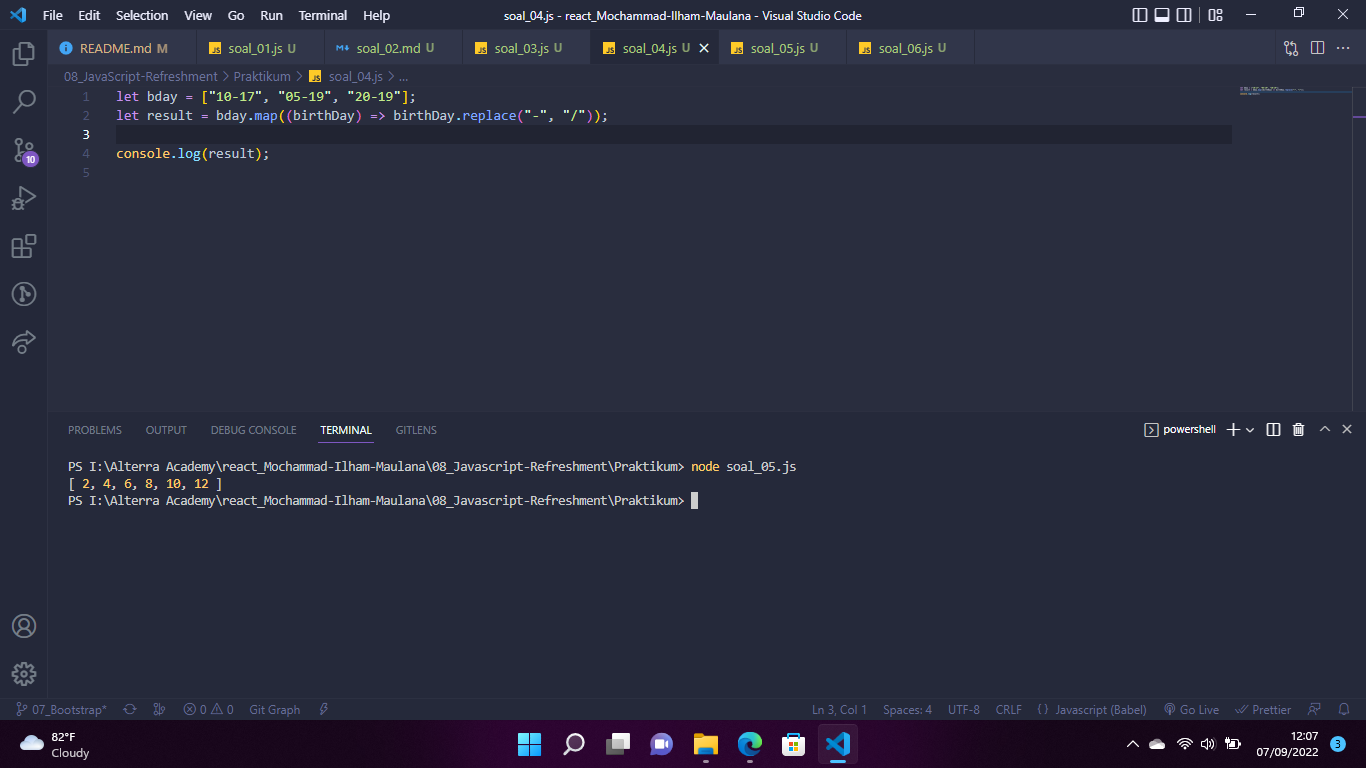 File Edit Selection View Go Run Terminal Help
soal_04.js - react_Mochammad-Ilham-Maulana - Visual Studio Code
README.md M
JS soal_01.js U
soal_02.md U
JS soal_03.js U
JS soal_04.js U
JS soal_05.js U
JS soal_06.js U
08_JavaScript-Refreshment > Praktikum > JS soal_04.js > ...
1 let bday = ["10-17", "05-19", "20-19"];
2 let result = bday.map((birthDay) => birthDay.replace("-", "/"));
3
4 console.log(result);
5
10
PROBLEMS OUTPUT DEBUG CONSOLE TERMINAL GITLENS
powershell
PS I:\Alterra Academy\react_Mochammad-Ilham-Maulana\08_Javascript-Refreshment\Praktikum> node soal_05.js
[ 2, 4, 6, 8, 10, 12 ]
PS I:\Alterra Academy\react_Mochammad-Ilham-Maulana\08_Javascript-Refreshment\Praktikum>
07_Bootstrap* 0 0 Git Graph
Ln 3, Col 1 Spaces: 4 UTF-8 CRLF { } Javascript (Babel) Go Live Prettier
82°F
Cloudy
12:07
07/09/2022
3